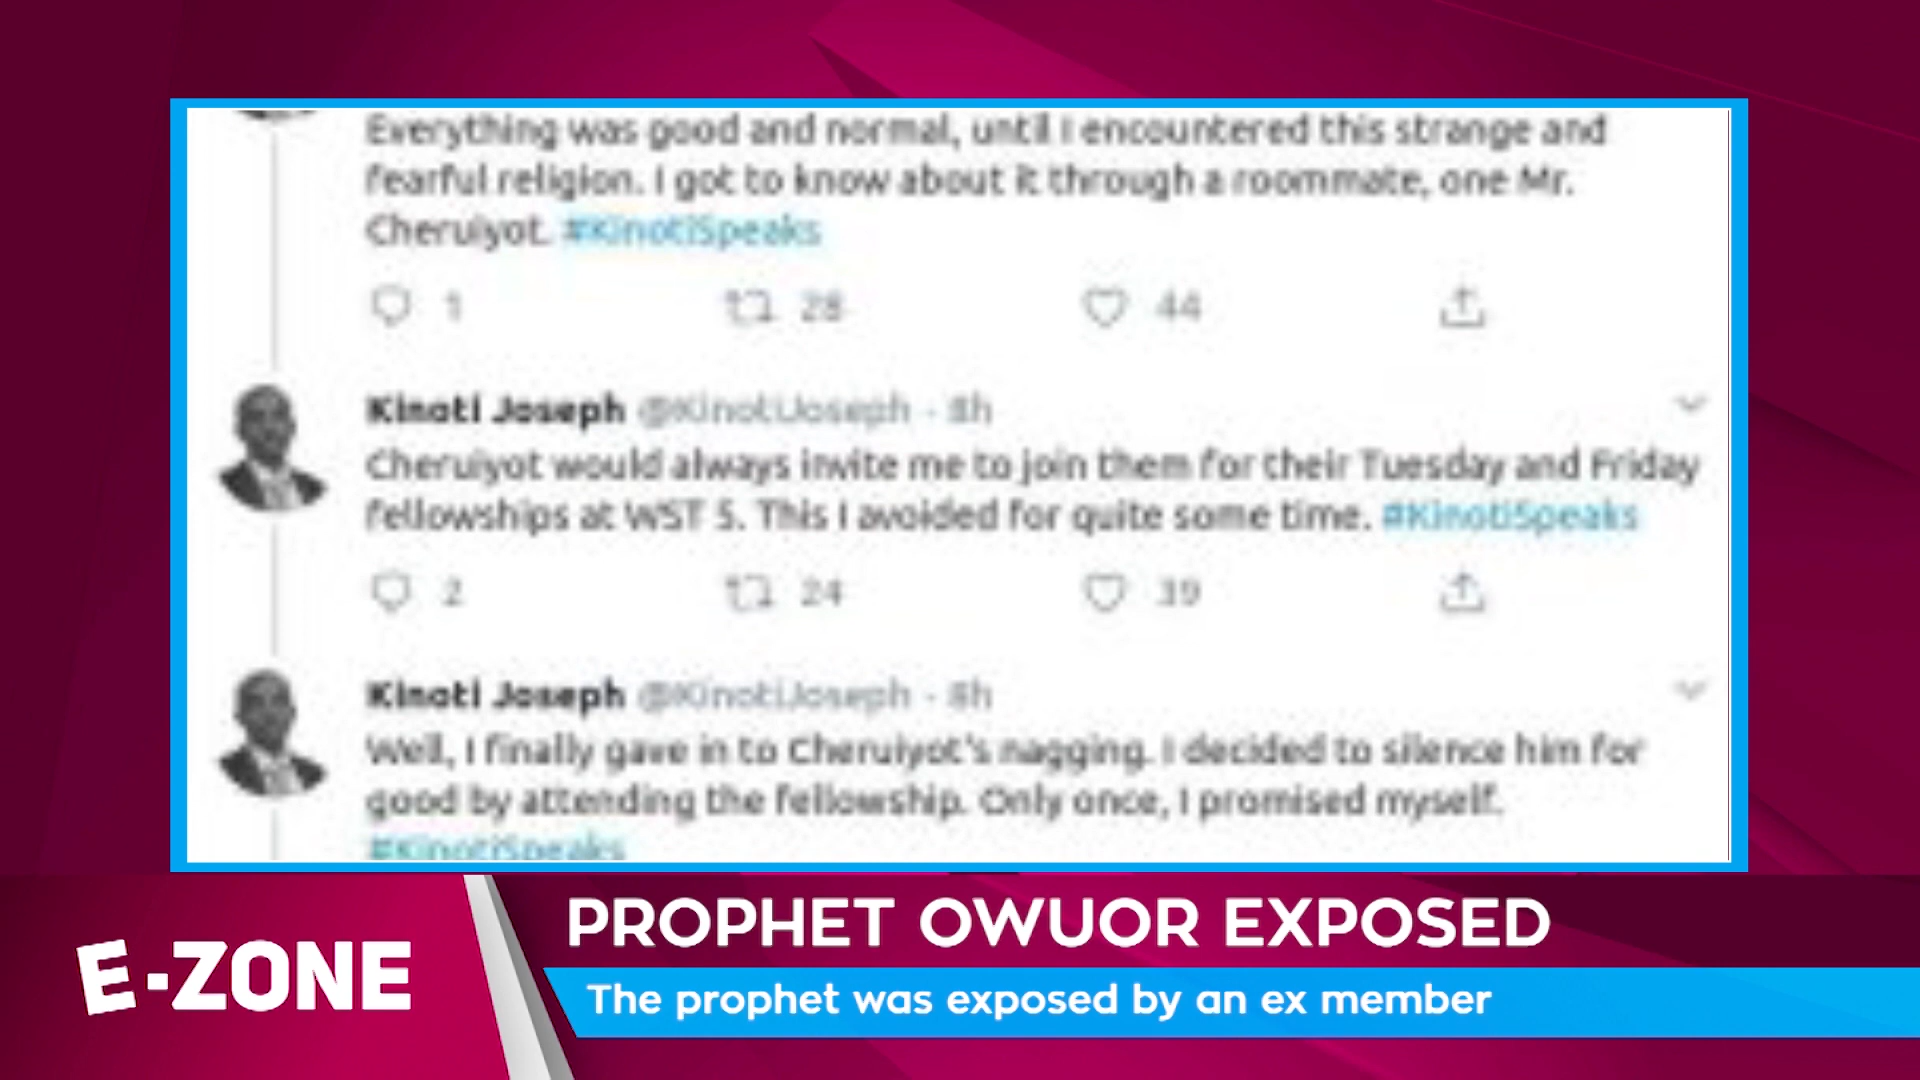 Everything was good and normal, until I encountered this strange and
fearful religion. I got to know about it through a roommate, one Mr.
Cheruiyot. #KinotiSpeaks
1 28 44
Kinoti Joseph @KinotiJoseph · 8h
Cheruiyot would always invite me to join them for their Tuesday and Friday
fellowships at WST 5. This I avoided for quite some time. #KinotiSpeaks
2 24 39
Kinoti Joseph @KinotiJoseph · 8h
Well, I finally gave in to Cheruiyot's nagging. I decided to silence him for
good by attending the fellowship. Only once, I promised myself.
#KinotiSpeaks
E-ZONE
PROPHET OWUOR EXPOSED
The prophet was exposed by an ex member